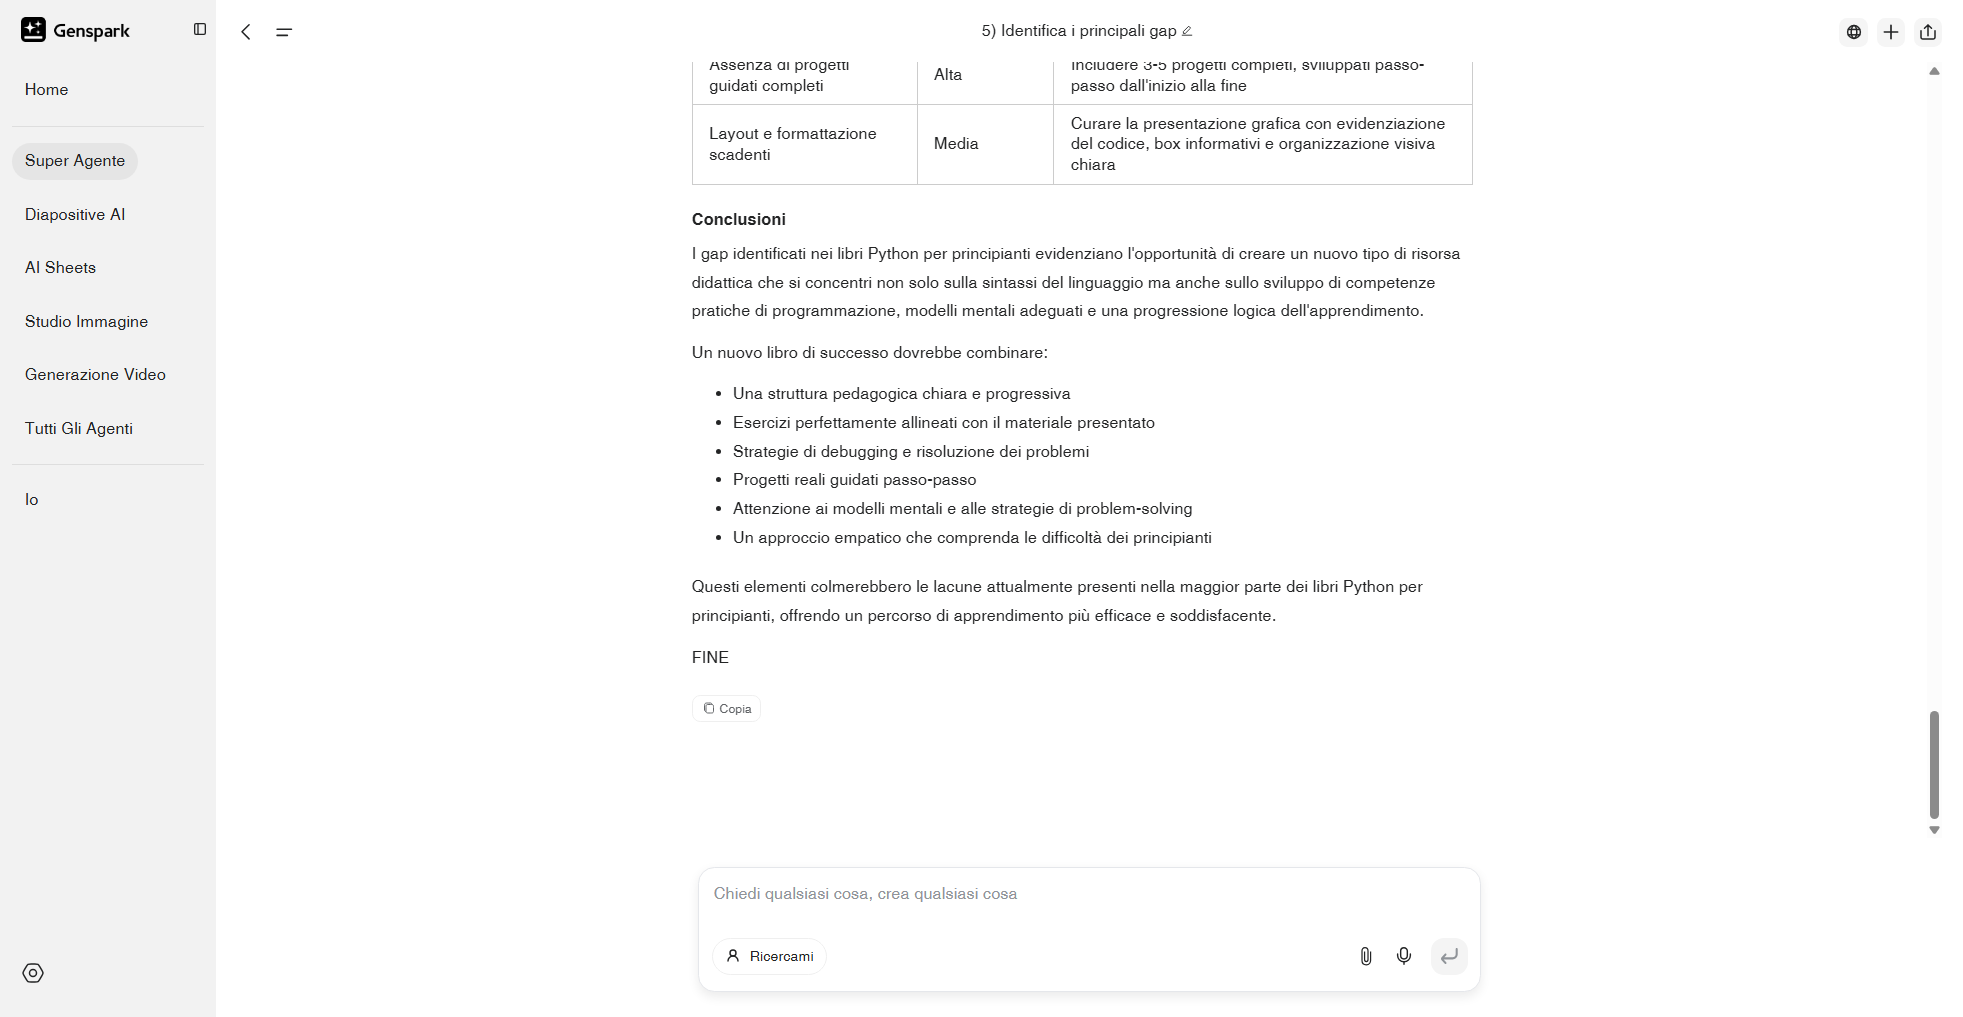 Genspark
Home
Super Agente
Diapositive AI
AI Sheets
Studio Immagine
Generazione Video
Tutti Gli Agenti
Io
5) Identifica i principali gap
Assenza di progetti
guidati completi
Alta
Includere 3-5 progetti completi, sviluppati passo-
passo dall'inizio alla fine
Layout e formattazione
scadenti
Media
Curare la presentazione grafica con evidenziazione
del codice, box informativi e organizzazione visiva
chiara
Conclusioni
I gap identificati nei libri Python per principianti evidenziano l'opportunità di creare un nuovo tipo di risorsa
didattica che si concentri non solo sulla sintassi del linguaggio ma anche sullo sviluppo di competenze
pratiche di programmazione, modelli mentali adeguati e una progressione logica dell'apprendimento.
Un nuovo libro di successo dovrebbe combinare:
• Una struttura pedagogica chiara e progressiva
• Esercizi perfettamente allineati con il materiale presentato
• Strategie di debugging e risoluzione dei problemi
• Progetti reali guidati passo-passo
• Attenzione ai modelli mentali e alle strategie di problem-solving
• Un approccio empatico che comprenda le difficoltà dei principianti
Questi elementi colmerebbero le lacune attualmente presenti nella maggior parte dei libri Python per
principianti, offrendo un percorso di apprendimento più efficace e soddisfacente.
FINE
Copia
Chiedi qualsiasi cosa, crea qualsiasi cosa
Ricercami